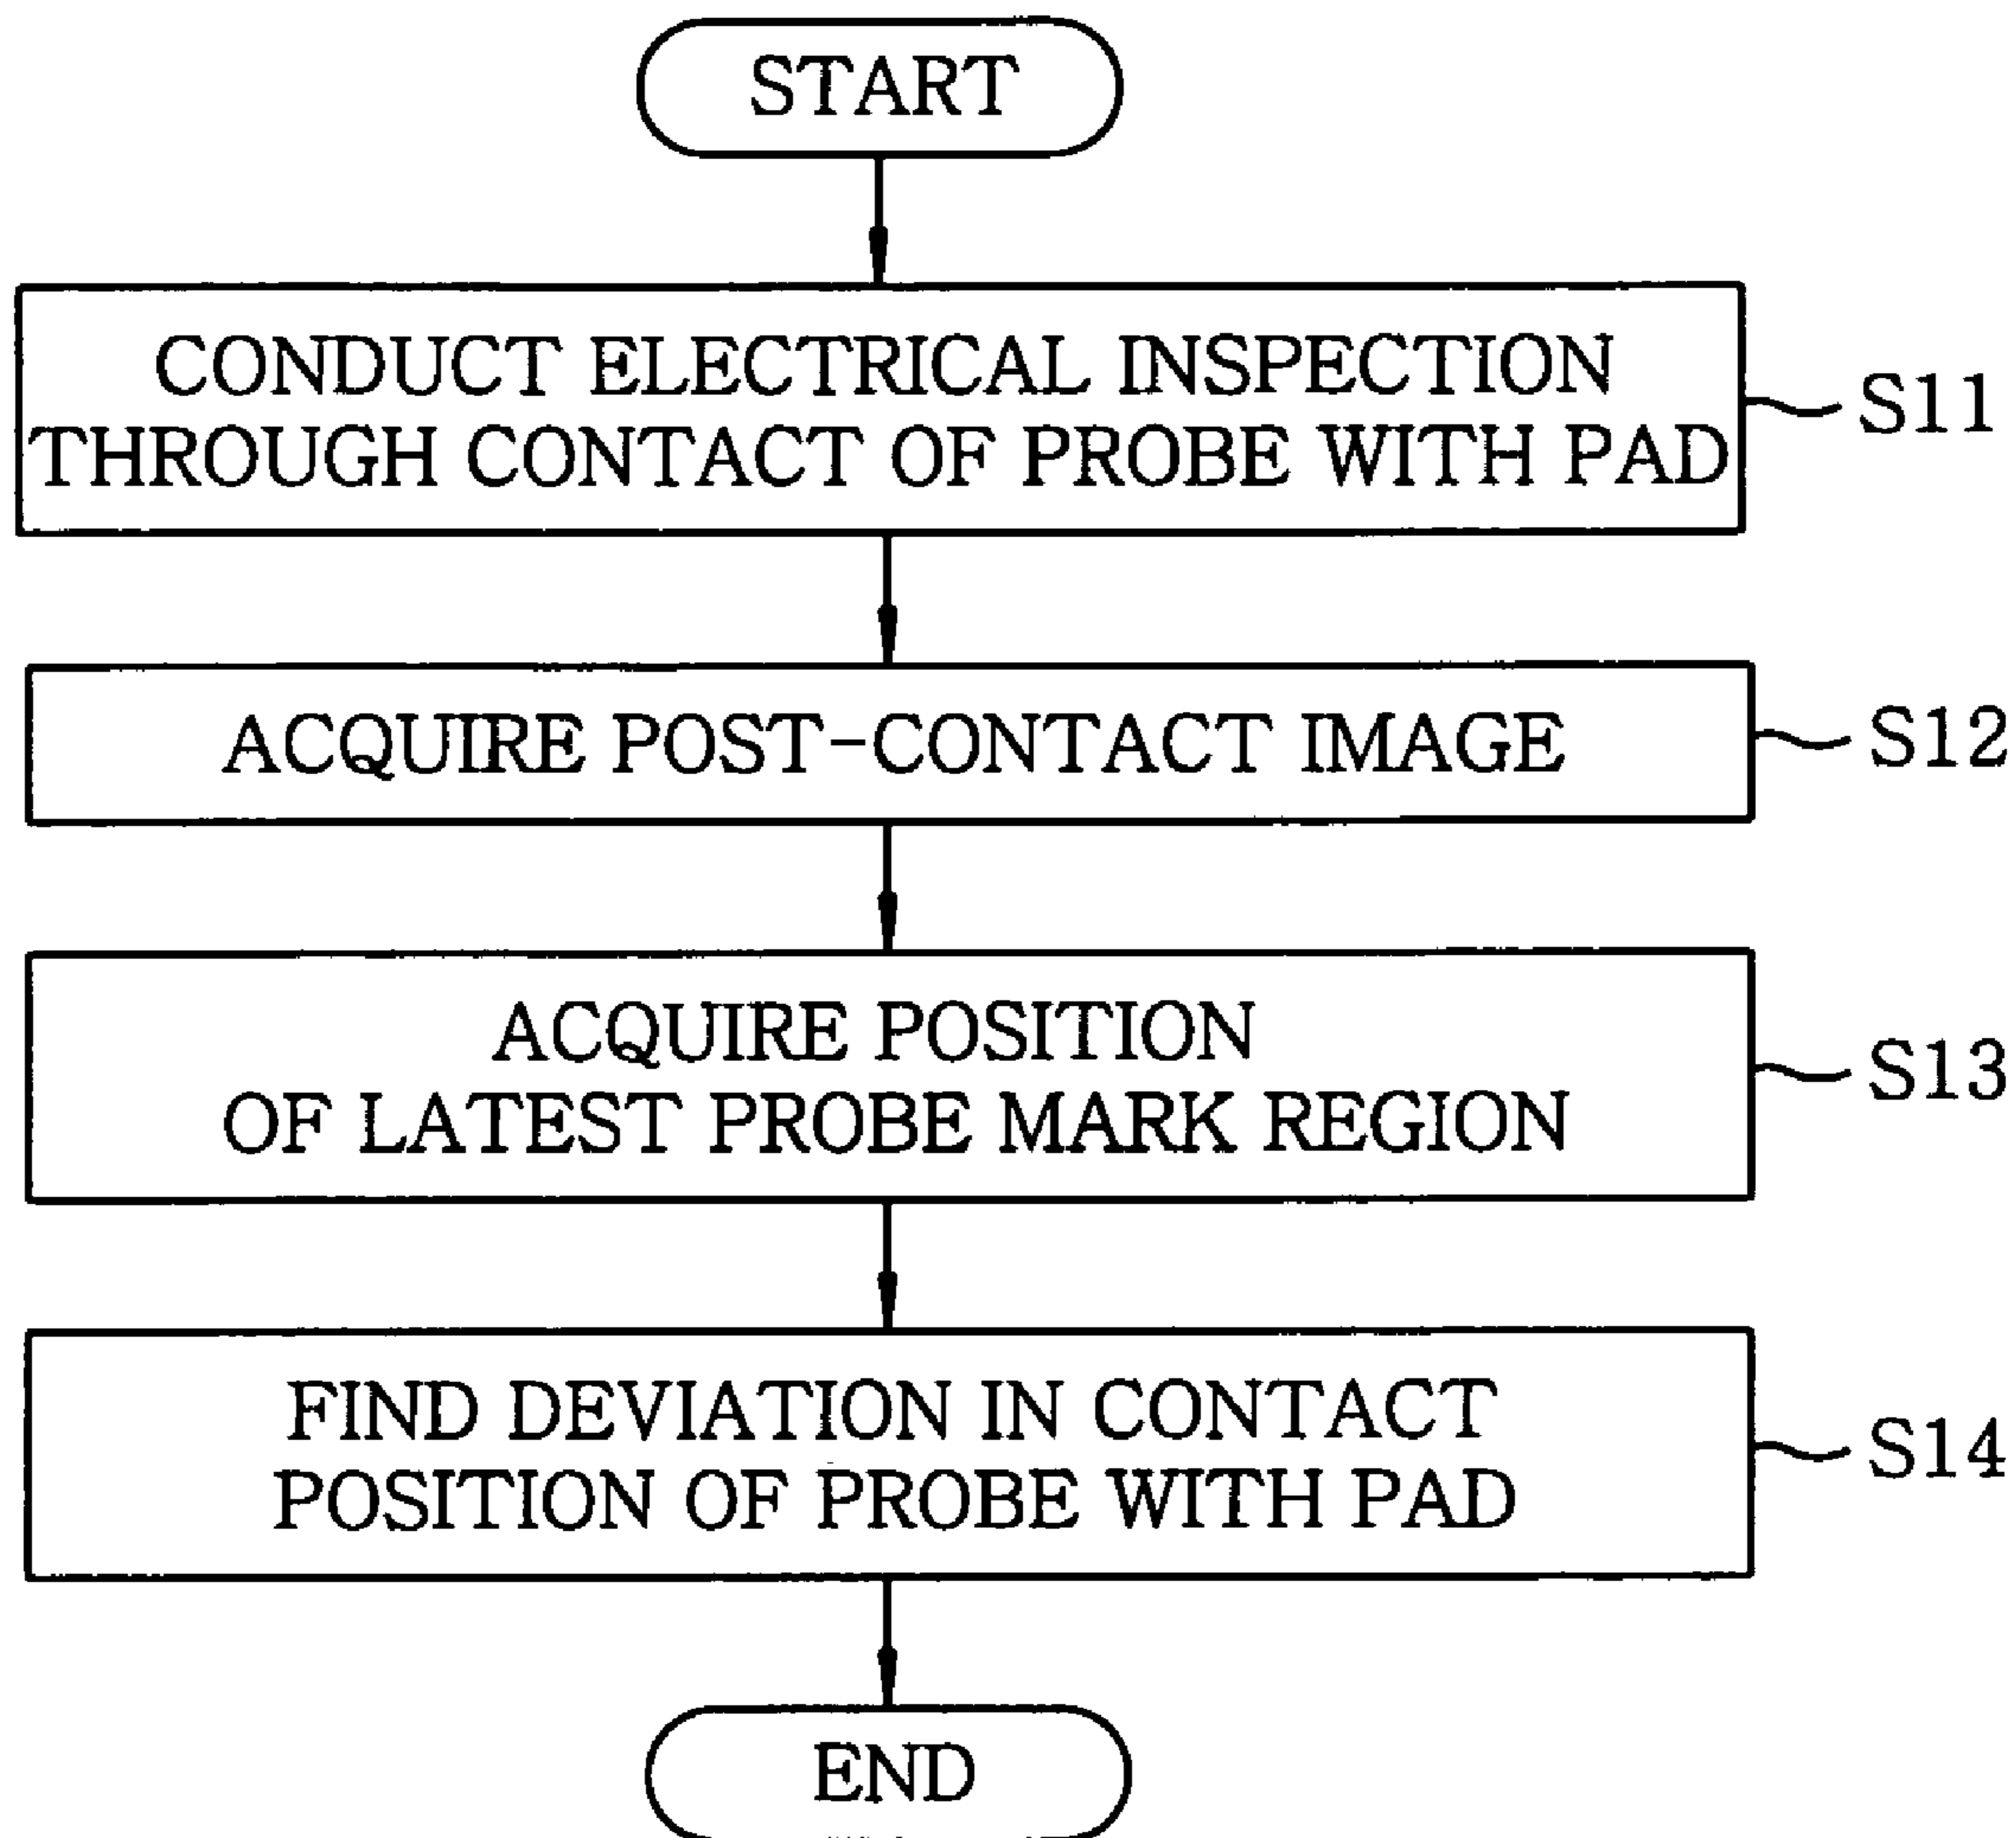 START
CONDUCT ELECTRICAL INSPECTION
THROUGH CONTACT OF PROBE WITH PAD
S11
ACQUIRE POST-CONTACT IMAGE
S12
ACQUIRE POSITION
OF LATEST PROBE MARK REGION
S13
FIND DEVIATION IN CONTACT
POSITION OF PROBE WITH PAD
S14
END